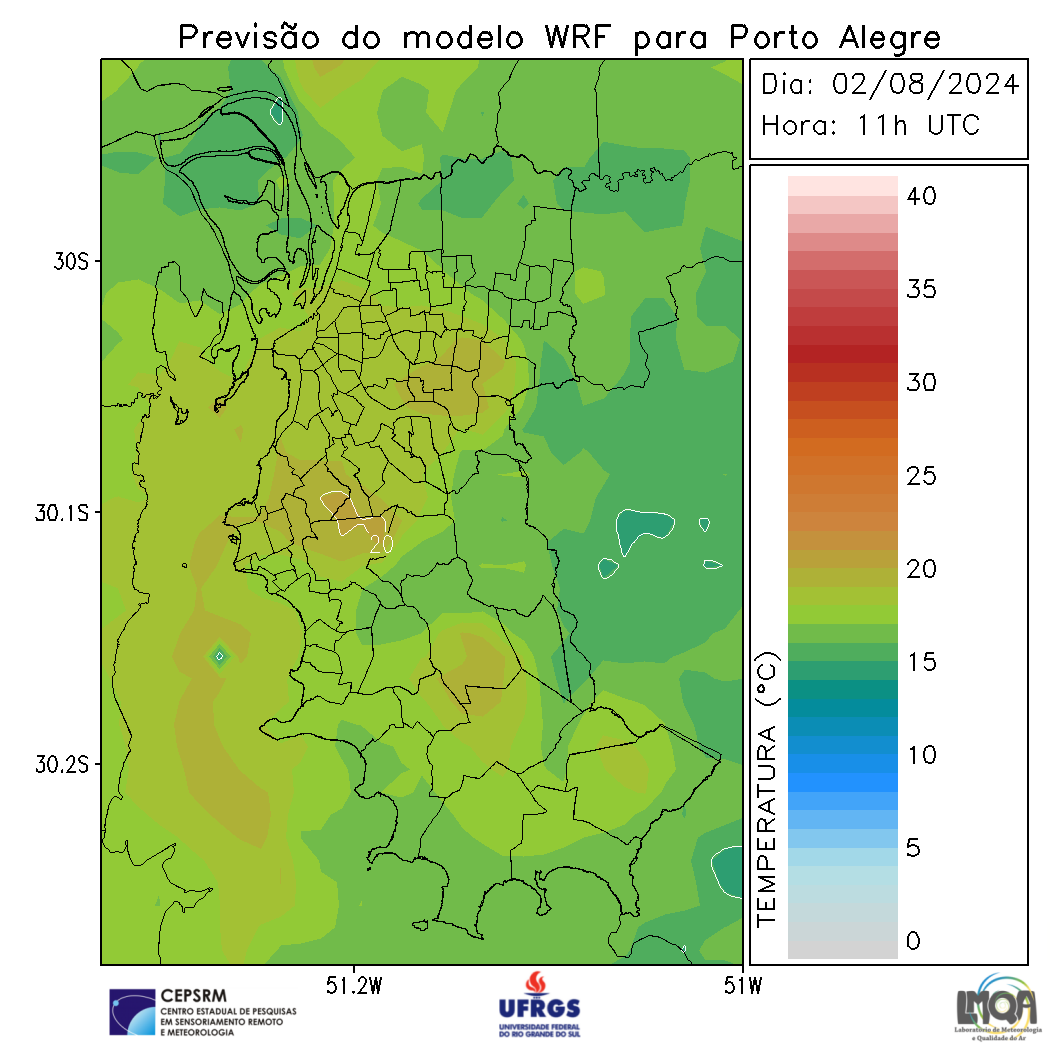 Previsão do modelo WRF para Porto Alegre
Dia: 02/08/2024
Hora: 11h UTC
30S
30.1S
30.2S
51.2W
51W
20
TEMPERATURA (°C)
40
35
30
25
20
15
10
5
0
CEPSRM
CENTRO ESTADUAL DE PESQUISAS
EM SENSORIAMENTO REMOTO
E METEOROLOGIA
UFRGS
UNIVERSIDADE FEDERAL
DO RIO GRANDE DO SUL
LMQA
Laboratório de Meteorologia
e Qualidade do Ar